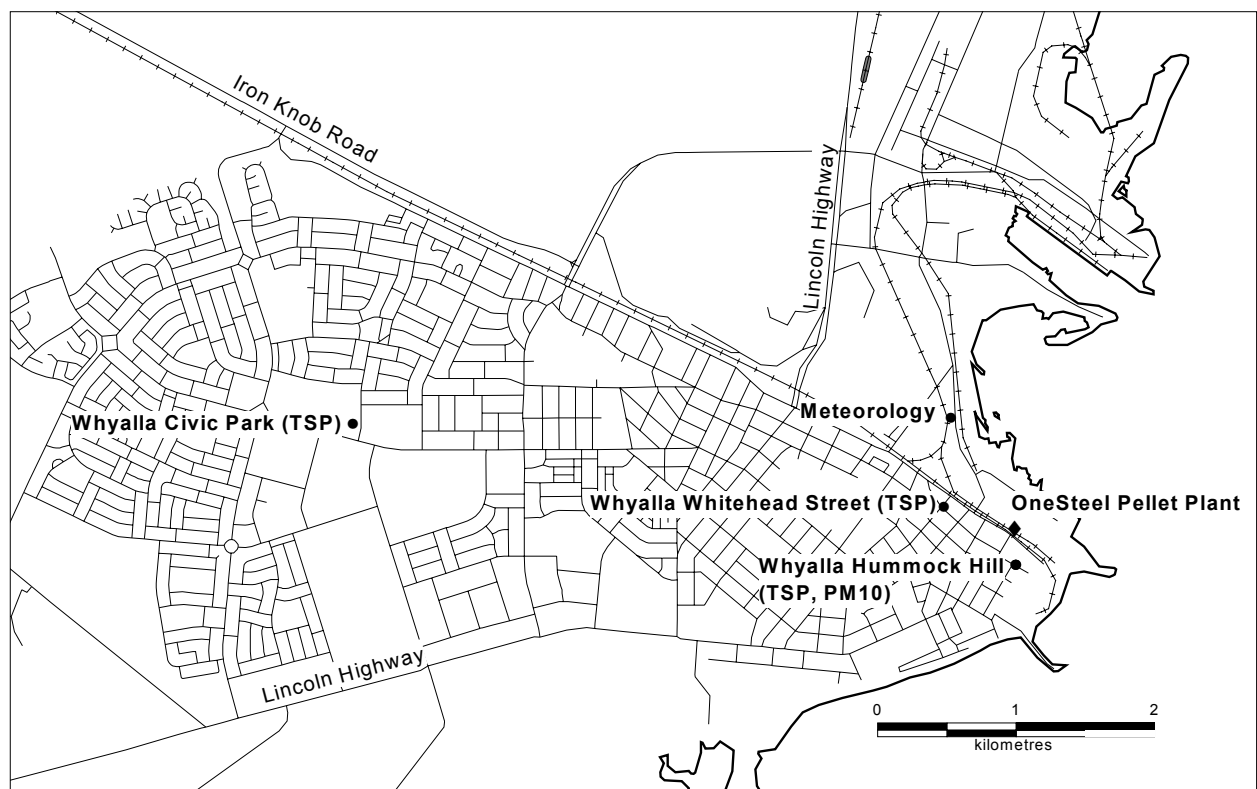 Iron Knob Road
Lincoln Highway
Meteorology
Whyalla Civic Park (TSP)
Whyalla Whitehead Street (TSP)
OneSteel Pellet Plant
Whyalla Hummock Hill
(TSP, PM10)
Lincoln Highway
0 1 2
kilometres